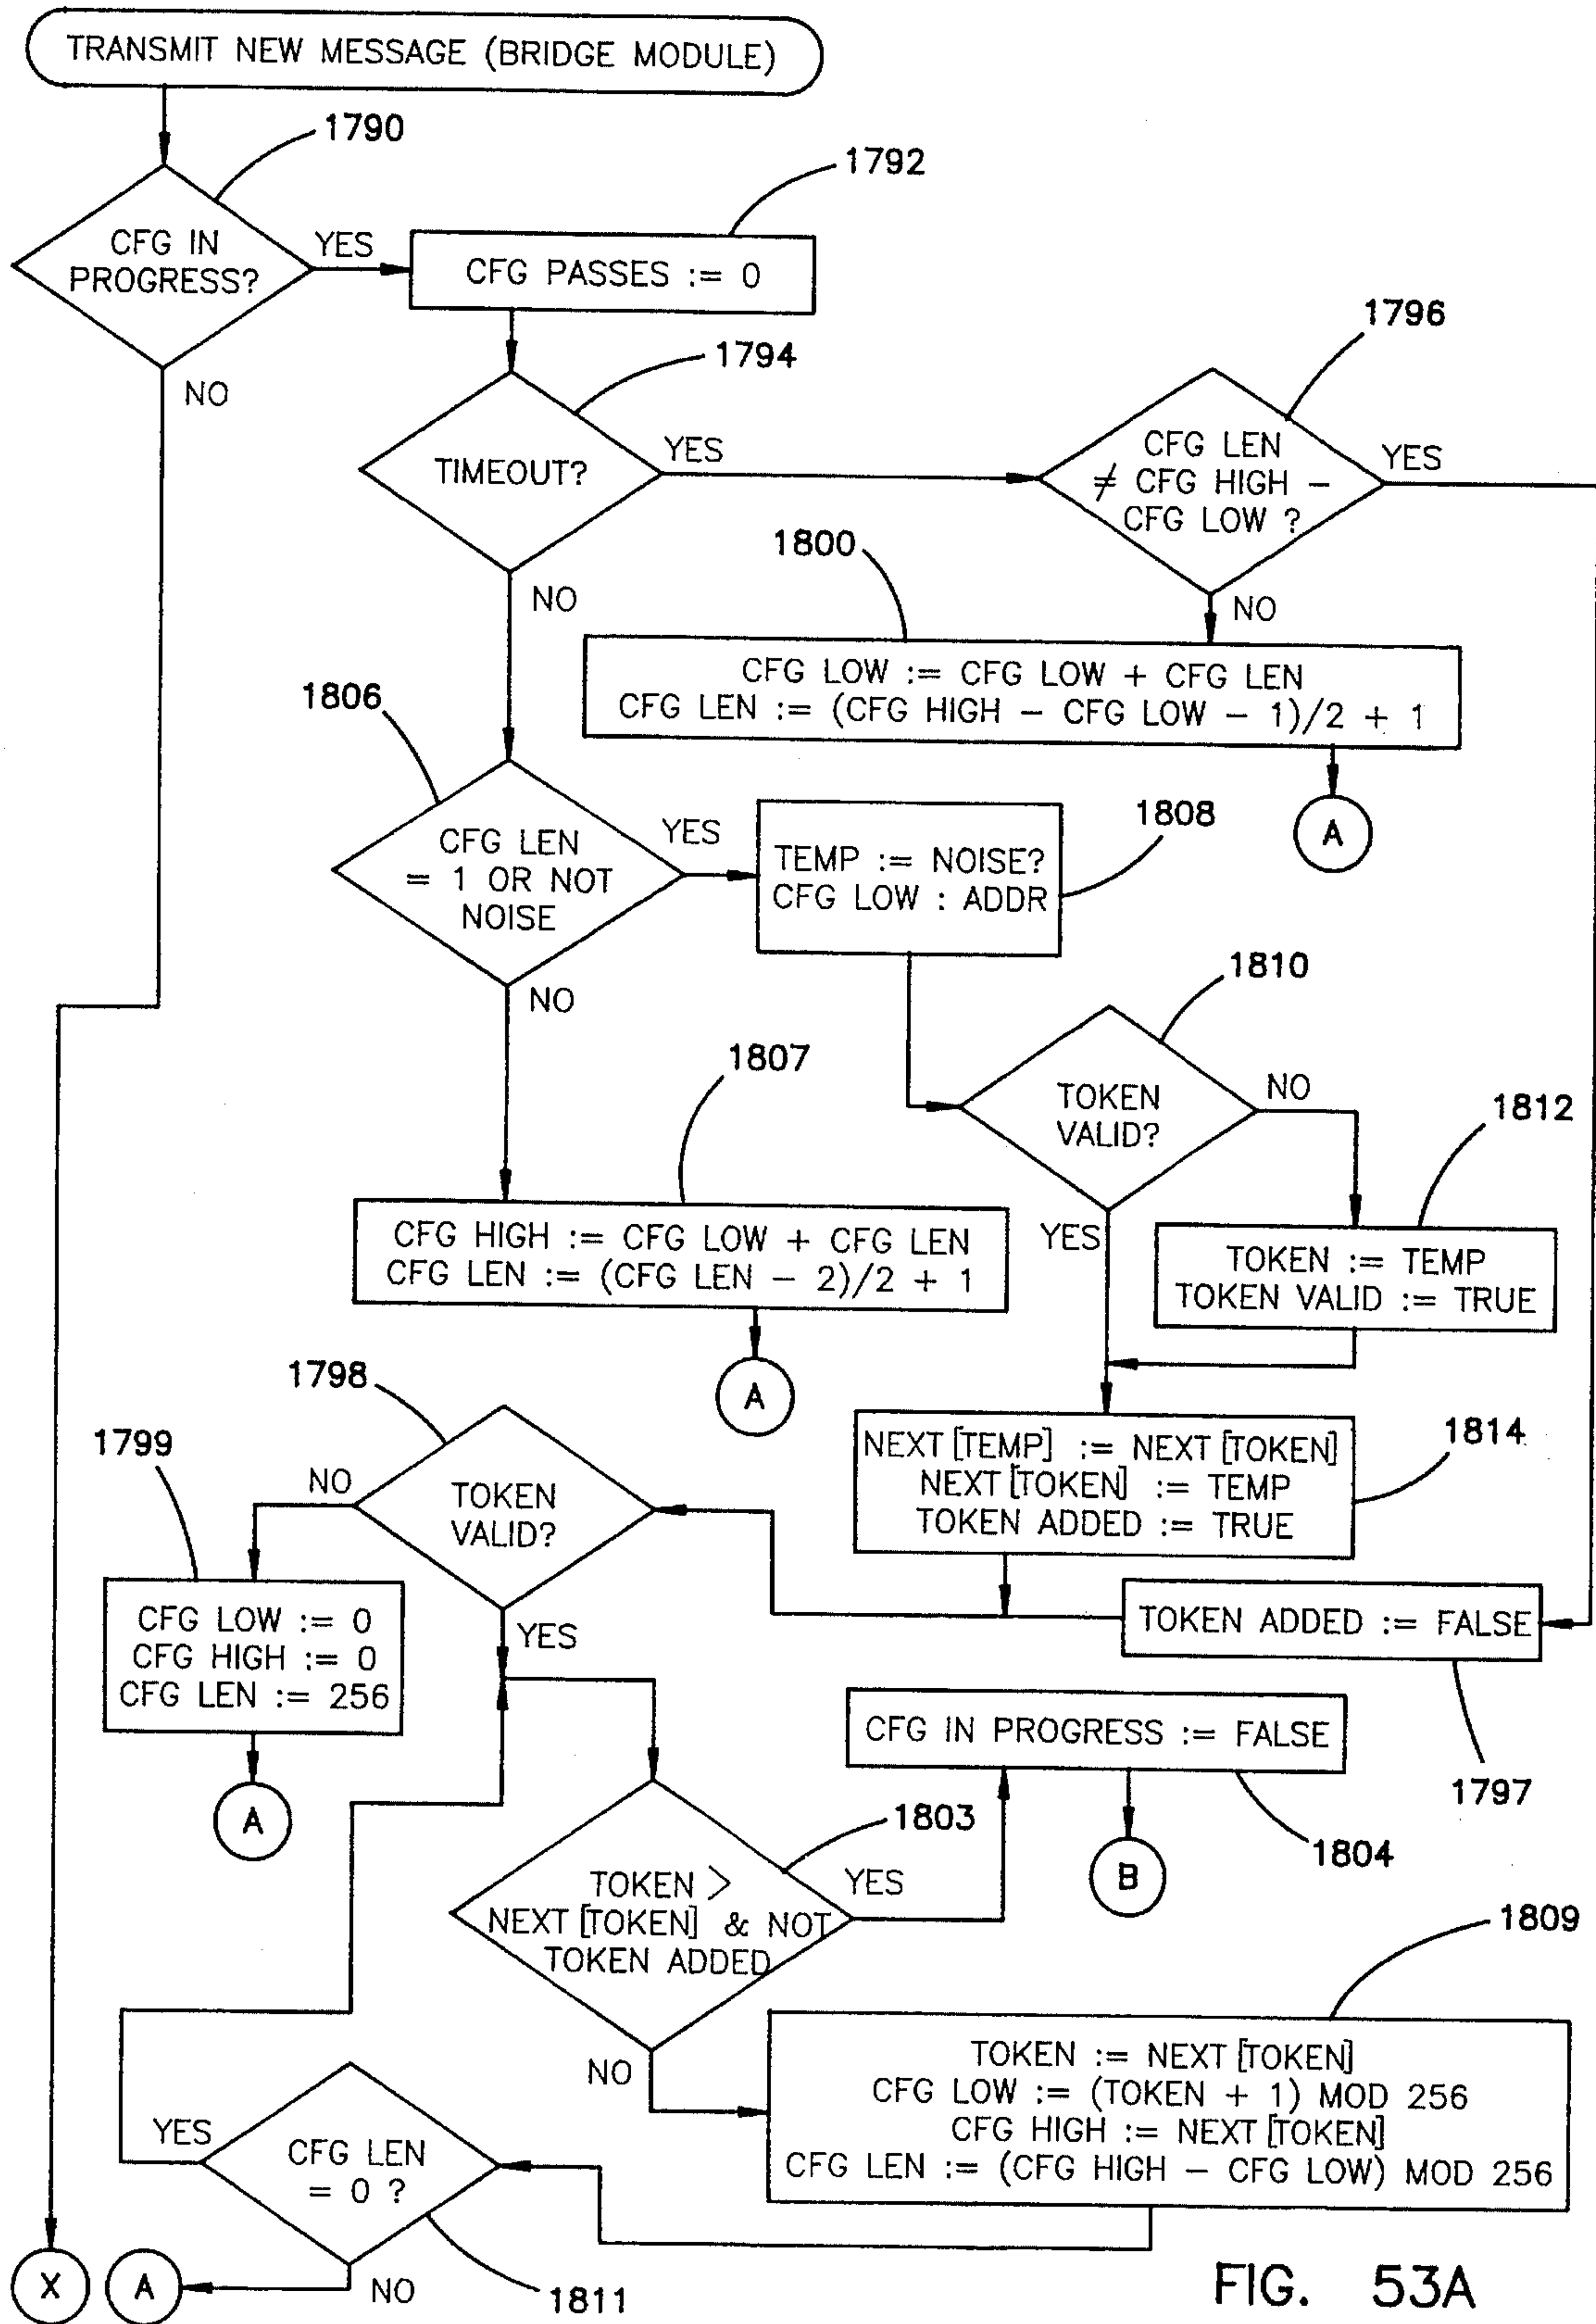 TRANSMIT NEW MESSAGE (BRIDGE MODULE)
1790
1792
CFG IN
PROGRESS?
YES
CFG PASSES := 0
NO
1794
1796
TIMEOUT?
YES
CFG LEN
≠ CFG HIGH –
CFG LOW ?
YES
1800
NO
NO
CFG LOW := CFG LOW + CFG LEN
CFG LEN := (CFG HIGH – CFG LOW – 1)/2 + 1
A
1806
CFG LEN
= 1 OR NOT
NOISE
YES
TEMP := NOISE?
CFG LOW : ADDR
1808
NO
1810
1807
TOKEN
VALID?
NO
1812
YES
CFG HIGH := CFG LOW + CFG LEN
CFG LEN := (CFG LEN – 2)/2 + 1
TOKEN := TEMP
TOKEN VALID := TRUE
A
1798
1799
NEXT [TEMP] := NEXT [TOKEN]
NEXT [TOKEN] := TEMP
TOKEN ADDED := TRUE
1814
NO
TOKEN
VALID?
CFG LOW := 0
CFG HIGH := 0
CFG LEN := 256
YES
TOKEN ADDED := FALSE
A
CFG IN PROGRESS := FALSE
1797
1803
B
1804
TOKEN >
NEXT [TOKEN] & NOT
TOKEN ADDED
YES
1809
NO
TOKEN := NEXT [TOKEN]
CFG LOW := (TOKEN + 1) MOD 256
CFG HIGH := NEXT [TOKEN]
CFG LEN := (CFG HIGH – CFG LOW) MOD 256
YES
CFG LEN
= 0 ?
X
A
NO
1811
FIG. 53A